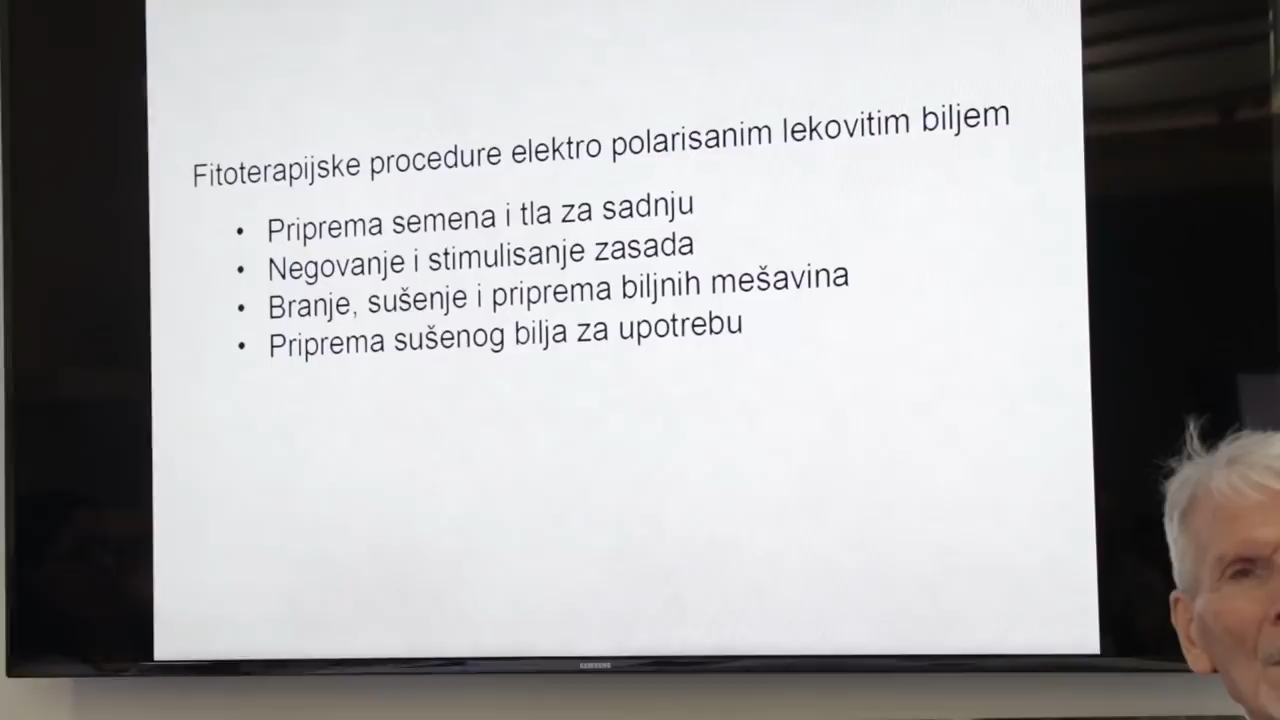 Fitoterapijske procedure elektro polarisanim lekovitim biljem
• Priprema semena i tla za sadnju
• Negovanje i stimulisanje zasada
• Branje, sušenje i priprema biljnih mešavina
• Priprema sušenog bilja za upotrebu
SAMSUNG